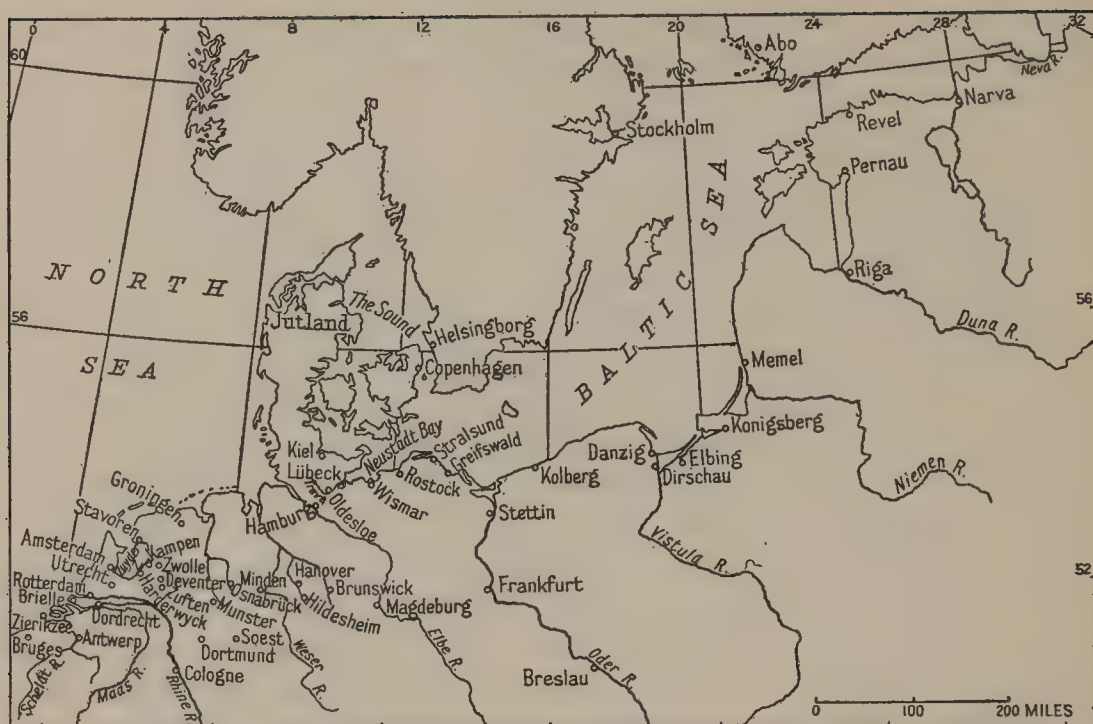 0 4 8 12 16 20 24 28 32
60
Abo
Neva R.
Narva
Stockholm
Revel
Pernau
NORTH
SEA
BALTIC
SEA
Riga
Duna R.
56
56
The Sound
Jutland
Helsingborg
Copenhagen
Memel
Konigsberg
Kiel
Neustadt Bay
Stralsund
Greifswald
Lübeck
Danzig
Elbing
Dirschau
Kolberg
Rostock
Wismar
Niemen R.
Groningen
Trave
Oldesloe
Hamburg
Stettin
Stavoren
Vistula R.
Amsterdam
Kampen
Utrecht
Zwolle
Hanover
52
Rotterdam
Deventer
Minden
Brunswick
Frankfurt
Brielle
Zutfen
Osnabrück
Hildesheim
Magdeburg
Harderwyck
Munster
Zierikzee
Dordrecht
Bruges
Antwerp
Soest
Dortmund
Weser R.
Elbe R.
Oder R.
Breslau
Scheldt R.
Maas R.
Rhine R.
Cologne
0 100 200 MILES